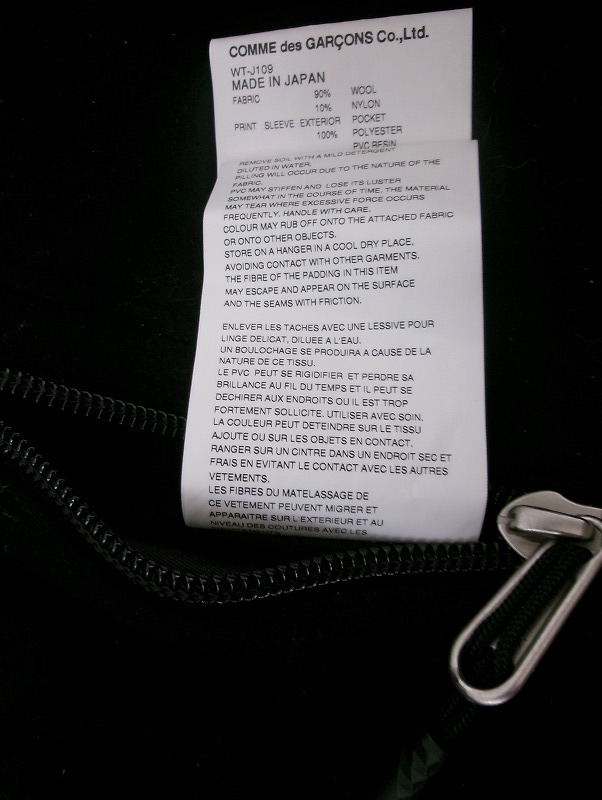 COMME des GARÇONS Co.,Ltd.
WT-J109
MADE IN JAPAN
FABRIC 90% WOOL
10% NYLON
PRINT SLEEVE EXTERIOR POCKET
100% POLYESTER
PVC RESIN
REMOVE SOIL WITH A MILD DETERGENT
DILUTED IN WATER.
PILLING WILL OCCUR DUE TO THE NATURE OF THE
FABRIC.
PVC MAY STIFFEN AND LOSE ITS LUSTER
SOMEWHAT IN THE COURSE OF TIME. THE MATERIAL
MAY TEAR WHERE EXCESSIVE FORCE OCCURS
FREQUENTLY. HANDLE WITH CARE.
COLOUR MAY RUB OFF ONTO THE ATTACHED FABRIC
OR ONTO OTHER OBJECTS.
STORE ON A HANGER IN A COOL DRY PLACE,
AVOIDING CONTACT WITH OTHER GARMENTS.
THE FIBRE OF THE PADDING IN THIS ITEM
MAY ESCAPE AND APPEAR ON THE SURFACE
AND THE SEAMS WITH FRICTION.
ENLEVER LES TACHES AVEC UNE LESSIVE POUR
LINGE DELICAT, DILUEE A L'EAU.
UN BOULOCHAGE SE PRODUIRA A CAUSE DE LA
NATURE DE CE TISSU.
LE PVC PEUT SE RIGIDIFIER ET PERDRE SA
BRILLANCE AU FIL DU TEMPS ET IL PEUT SE
DECHIRER AUX ENDROITS OU IL EST TROP
FORTEMENT SOLLICITE. UTILISER AVEC SOIN.
LA COULEUR PEUT DETEINDRE SUR LE TISSU
AJOUTE OU SUR LES OBJETS EN CONTACT.
RANGER SUR UN CINTRE DANS UN ENDROIT SEC ET
FRAIS EN EVITANT LE CONTACT AVEC LES AUTRES
VETEMENTS.
LES FIBRES DU MATELASSAGE DE
CE VETEMENT PEUVENT MIGRER ET
APPARAITRE SUR L'EXTERIEUR ET AU
NIVEAU DES COUTURES AVEC LES